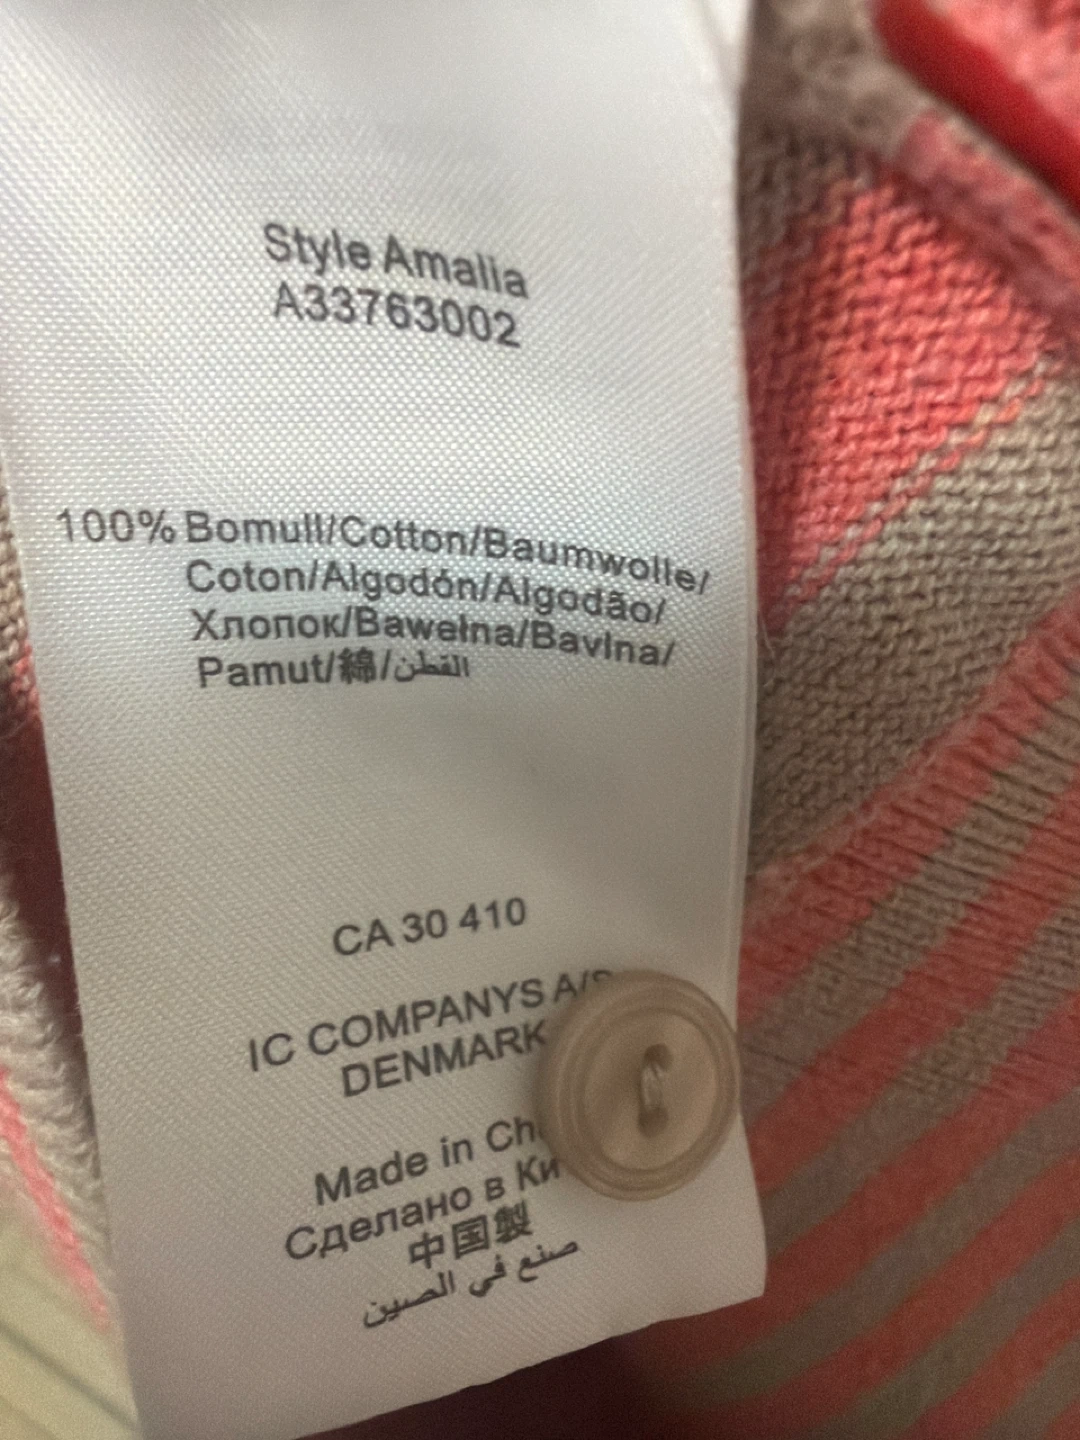 Style Amalia
A33763002
100% Bomull/Cotton/Baumwolle/
Coton/Algodón/Algodão/
Хлопок/Bawełna/Bavlna/
Pamut/綿/القطن
CA 30 410
IC COMPANYS A/S
DENMARK
Made in
Сделано в
中国製
صنع في الصين